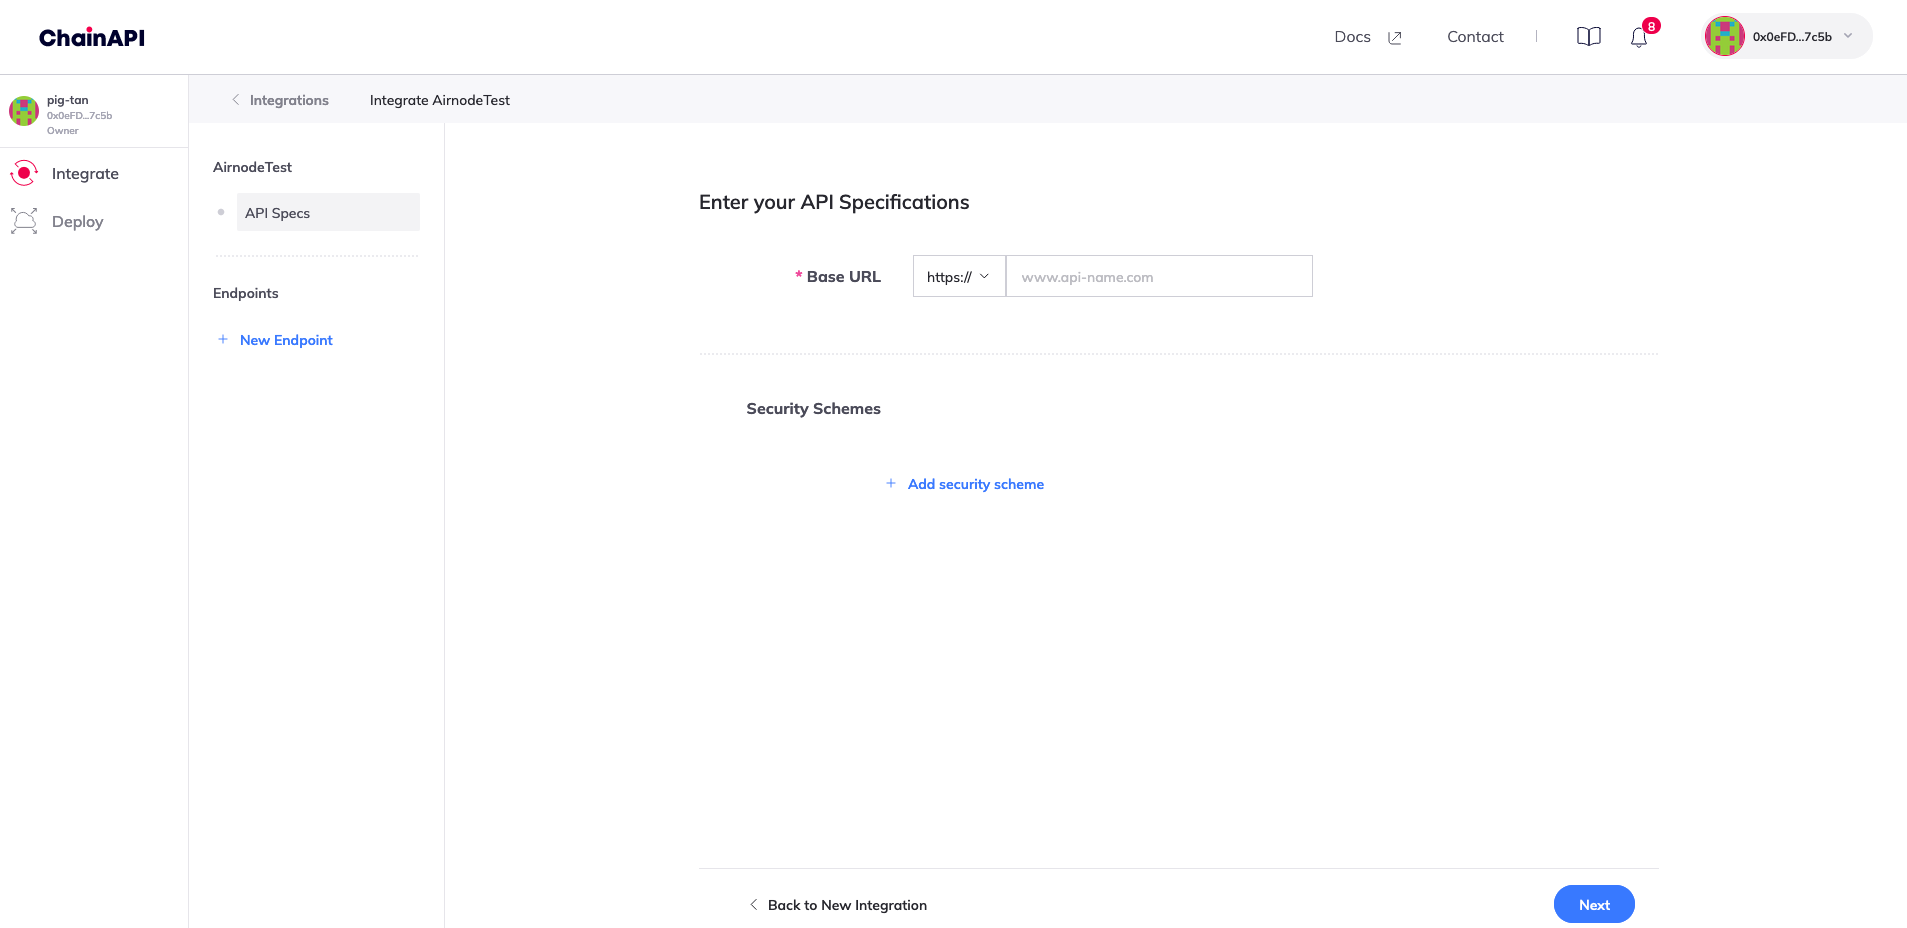 ChainAPI
Docs
Contact
8
0x0eFD...7c5b
pig-tan
0x0eFD...7c5b
Owner
Integrate
Deploy
Integrations
Integrate AirnodeTest
AirnodeTest
API Specs
Endpoints
+ New Endpoint
Enter your API Specifications
* Base URL
https://
www.api-name.com
Security Schemes
+ Add security scheme
Back to New Integration
Next